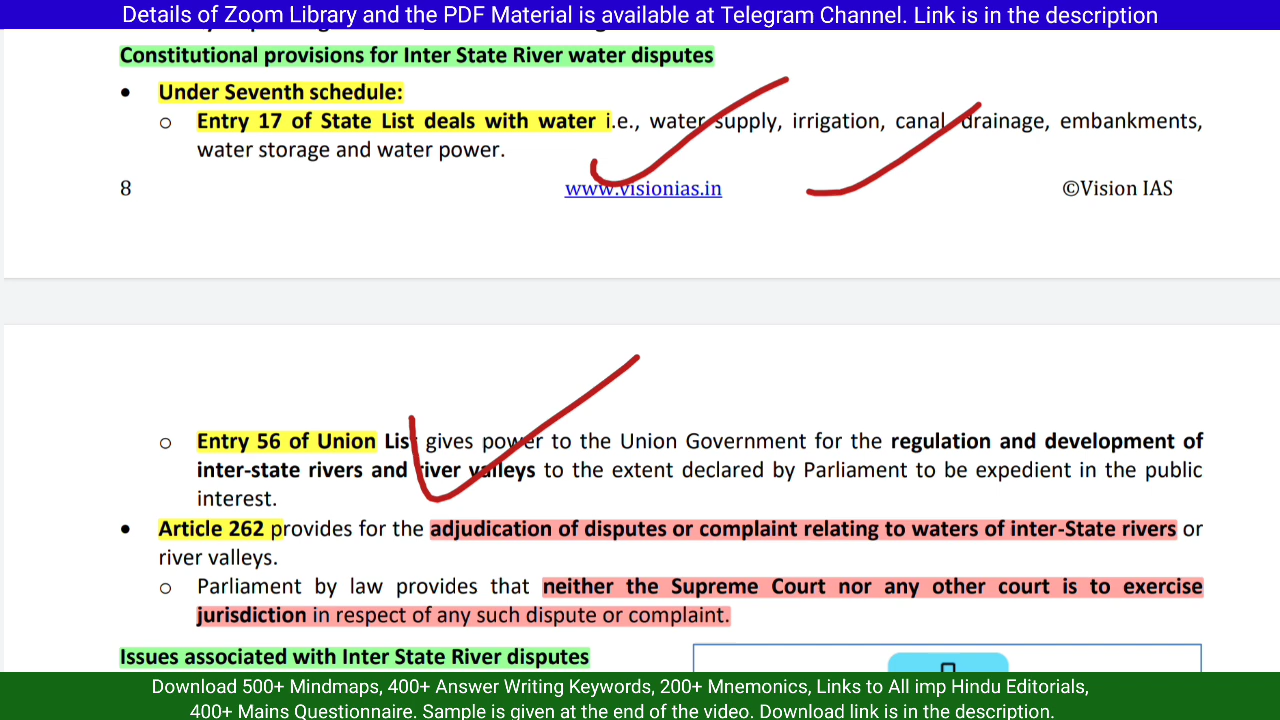 Details of Zoom Library and the PDF Material is available at Telegram Channel. Link is in the description
Constitutional provisions for Inter State River water disputes
• Under Seventh schedule:
o Entry 17 of State List deals with water i.e., water supply, irrigation, canal, drainage, embankments,
water storage and water power.
8 www.visionias.in ©Vision IAS
o Entry 56 of Union List gives power to the Union Government for the regulation and development of
inter-state rivers and river valleys to the extent declared by Parliament to be expedient in the public
interest.
• Article 262 provides for the adjudication of disputes or complaint relating to waters of inter-State rivers or
river valleys.
o Parliament by law provides that neither the Supreme Court nor any other court is to exercise
jurisdiction in respect of any such dispute or complaint.
Issues associated with Inter State River disputes
Download 500+ Mindmaps, 400+ Answer Writing Keywords, 200+ Mnemonics, Links to All imp Hindu Editorials,
400+ Mains Questionnaire. Sample is given at the end of the video. Download link is in the description.